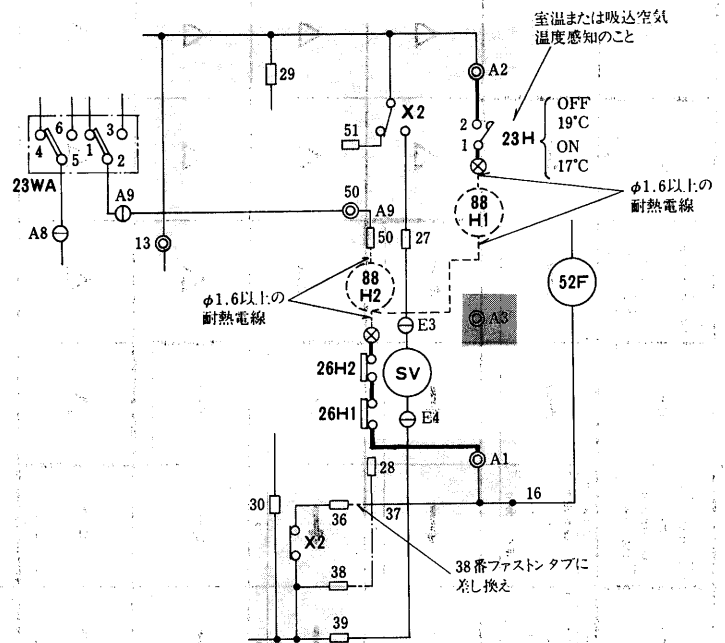 室温または吸込空気
温度感知のこと
29
A2
X2
51
2
1
23H
OFF
19°C
ON
17°C
4
6
5
1
3
2
23WA
A9
A8
13
50
A9
50
27
88
H1
φ1.6以上の
耐熱電線
52F
88
H2
φ1.6以上の
耐熱電線
E3
A3
26H2
SV
26H1
E4
28
A1
30
36
37
16
X2
38番ファストンタブに
差し換え
38
39